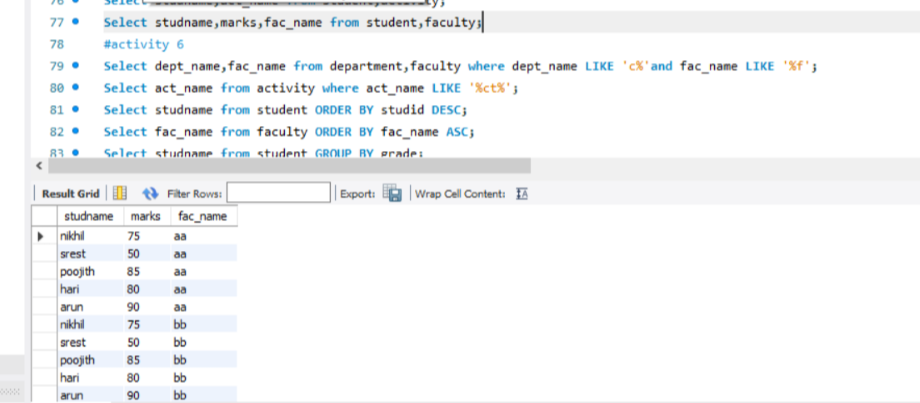 77 Select studname,marks,fac_name from student,faculty;
78 #activity 6
79 Select dept_name,fac_name from department,faculty where dept_name LIKE 'c%'and fac_name LIKE '%f';
80 Select act_name from activity where act_name LIKE '%ct%';
81 Select studname from student ORDER BY studid DESC;
82 Select fac_name from faculty ORDER BY fac_name ASC;
83 Select studname from student GROUP BY grade;
Result Grid Filter Rows: Export: Wrap Cell Content:
studname marks fac_name
nikhil 75 aa
srest 50 aa
poojith 85 aa
hari 80 aa
arun 90 aa
nikhil 75 bb
srest 50 bb
poojith 85 bb
hari 80 bb
arun 90 bb